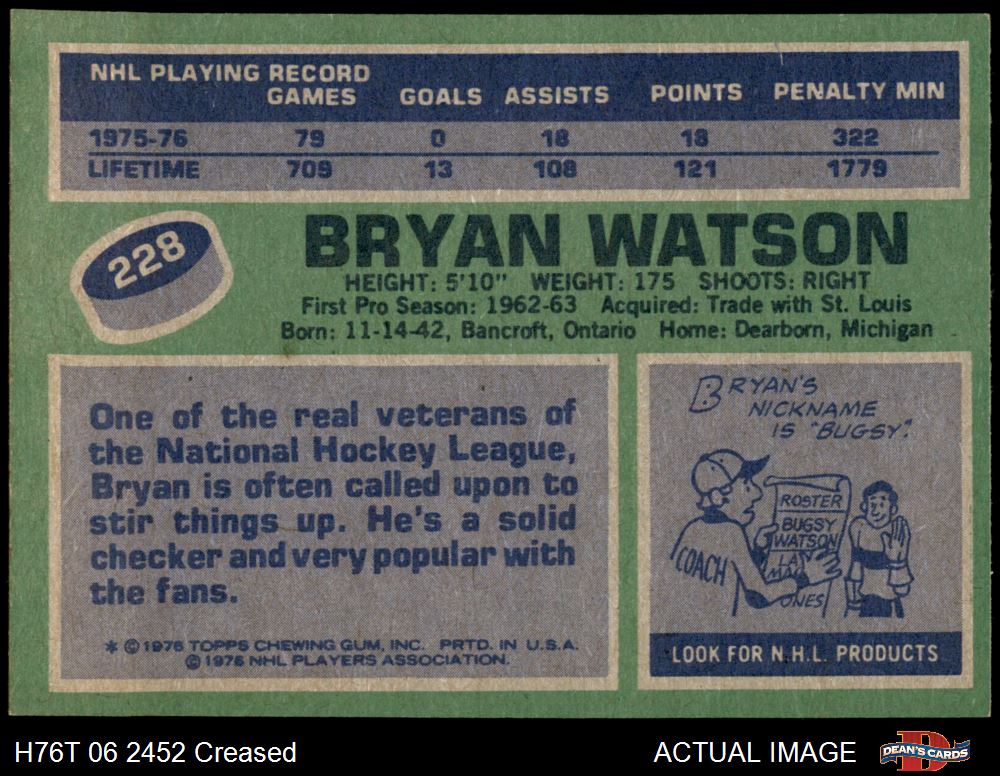 NHL PLAYING RECORD
GAMES GOALS ASSISTS POINTS PENALTY MIN
1975-76 79 0 18 18 322
LIFETIME 709 13 108 121 1779
228
BRYAN WATSON
HEIGHT: 5'10" WEIGHT: 175 SHOOTS: RIGHT
First Pro Season: 1962-63 Acquired: Trade with St. Louis
Born: 11-14-42, Bancroft, Ontario Home: Dearborn, Michigan
One of the real veterans of
the National Hockey League,
Bryan is often called upon to
stir things up. He's a solid
checker and very popular with
the fans.
* © 1976 TOPPS CHEWING GUM, INC. PRTD. IN U.S.A.
© 1976 NHL PLAYERS ASSOCIATION.
BRYAN'S
NICKNAME
IS "BUGSY."
ROSTER
BUGSY
WATSON
COACH
LOOK FOR N.H.L. PRODUCTS
H76T 06 2452 Creased
ACTUAL IMAGE
D
DEAN'S CARDS